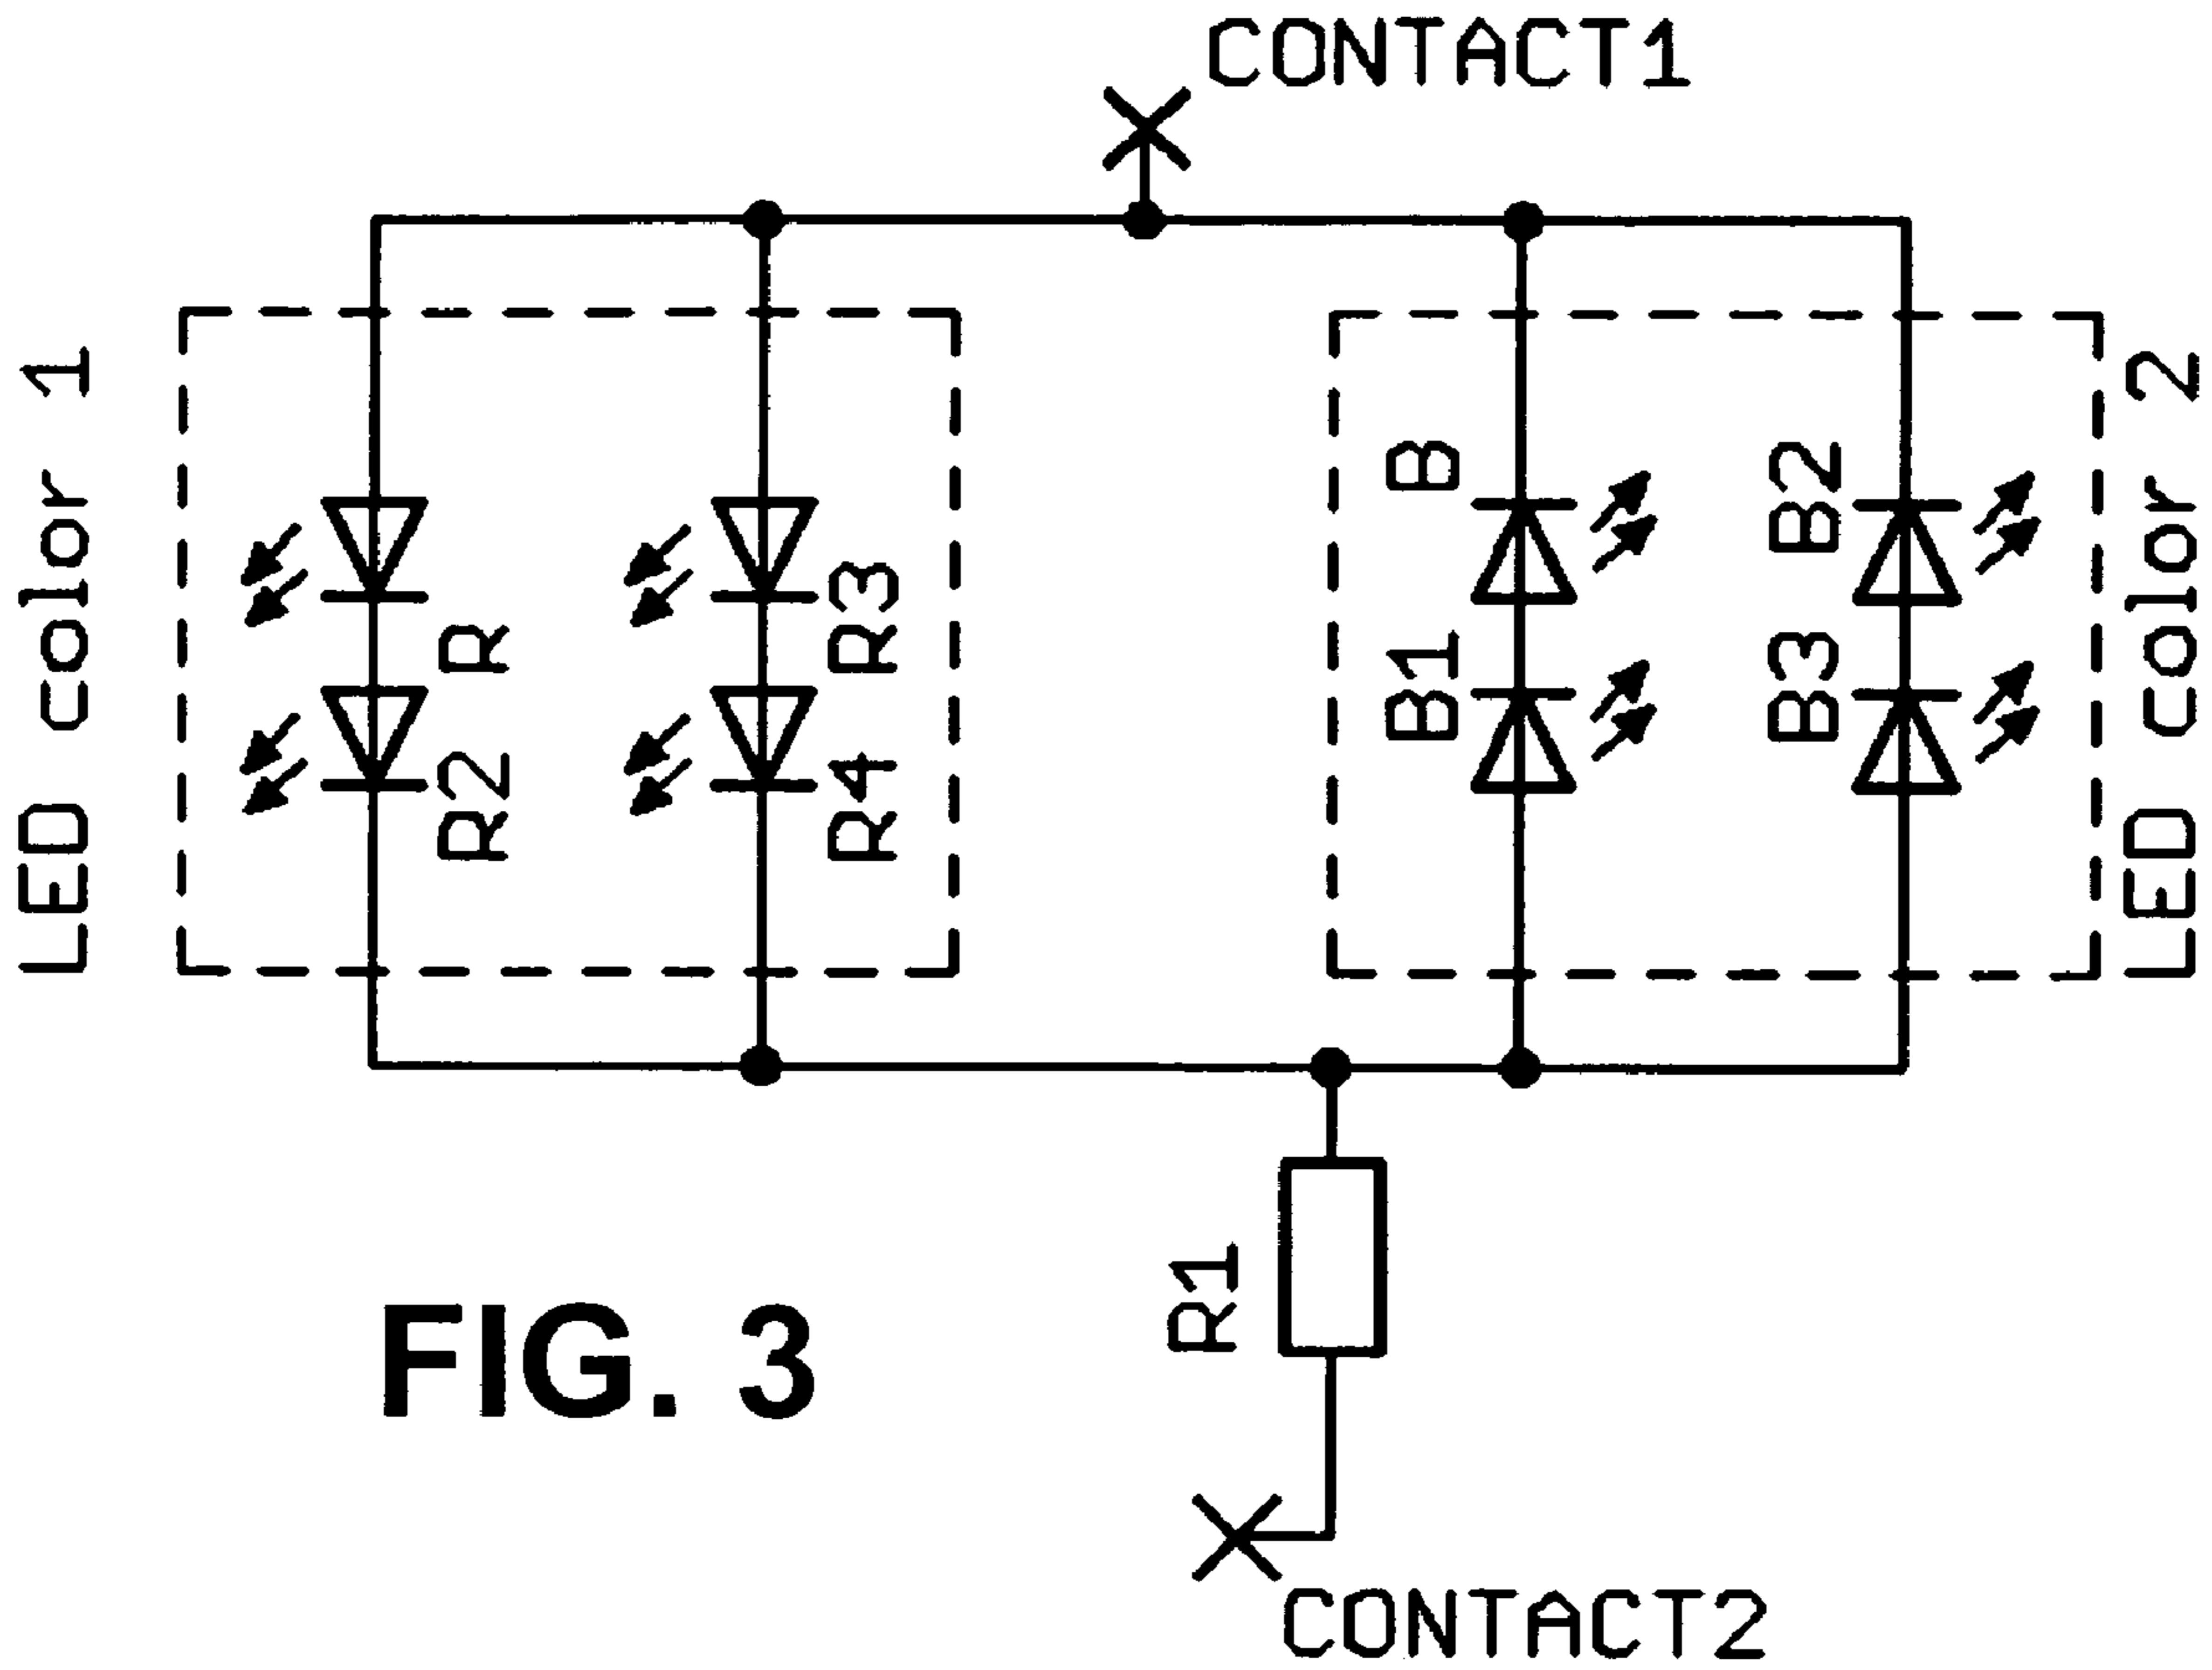 CONTACT1
LED color 1
R
R2
R3
R4
B
B1
B2
B3
LED color 2
R1
FIG. 3
CONTACT2